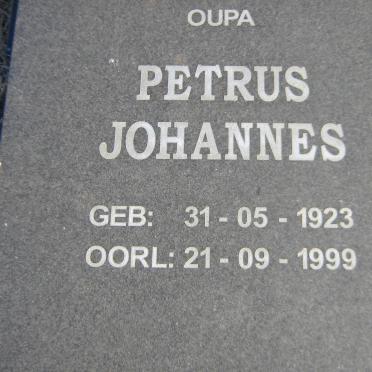 OUPA
PETRUS
JOHANNES
GEB: 31 - 05 - 1923
OORL: 21 - 09 - 1999